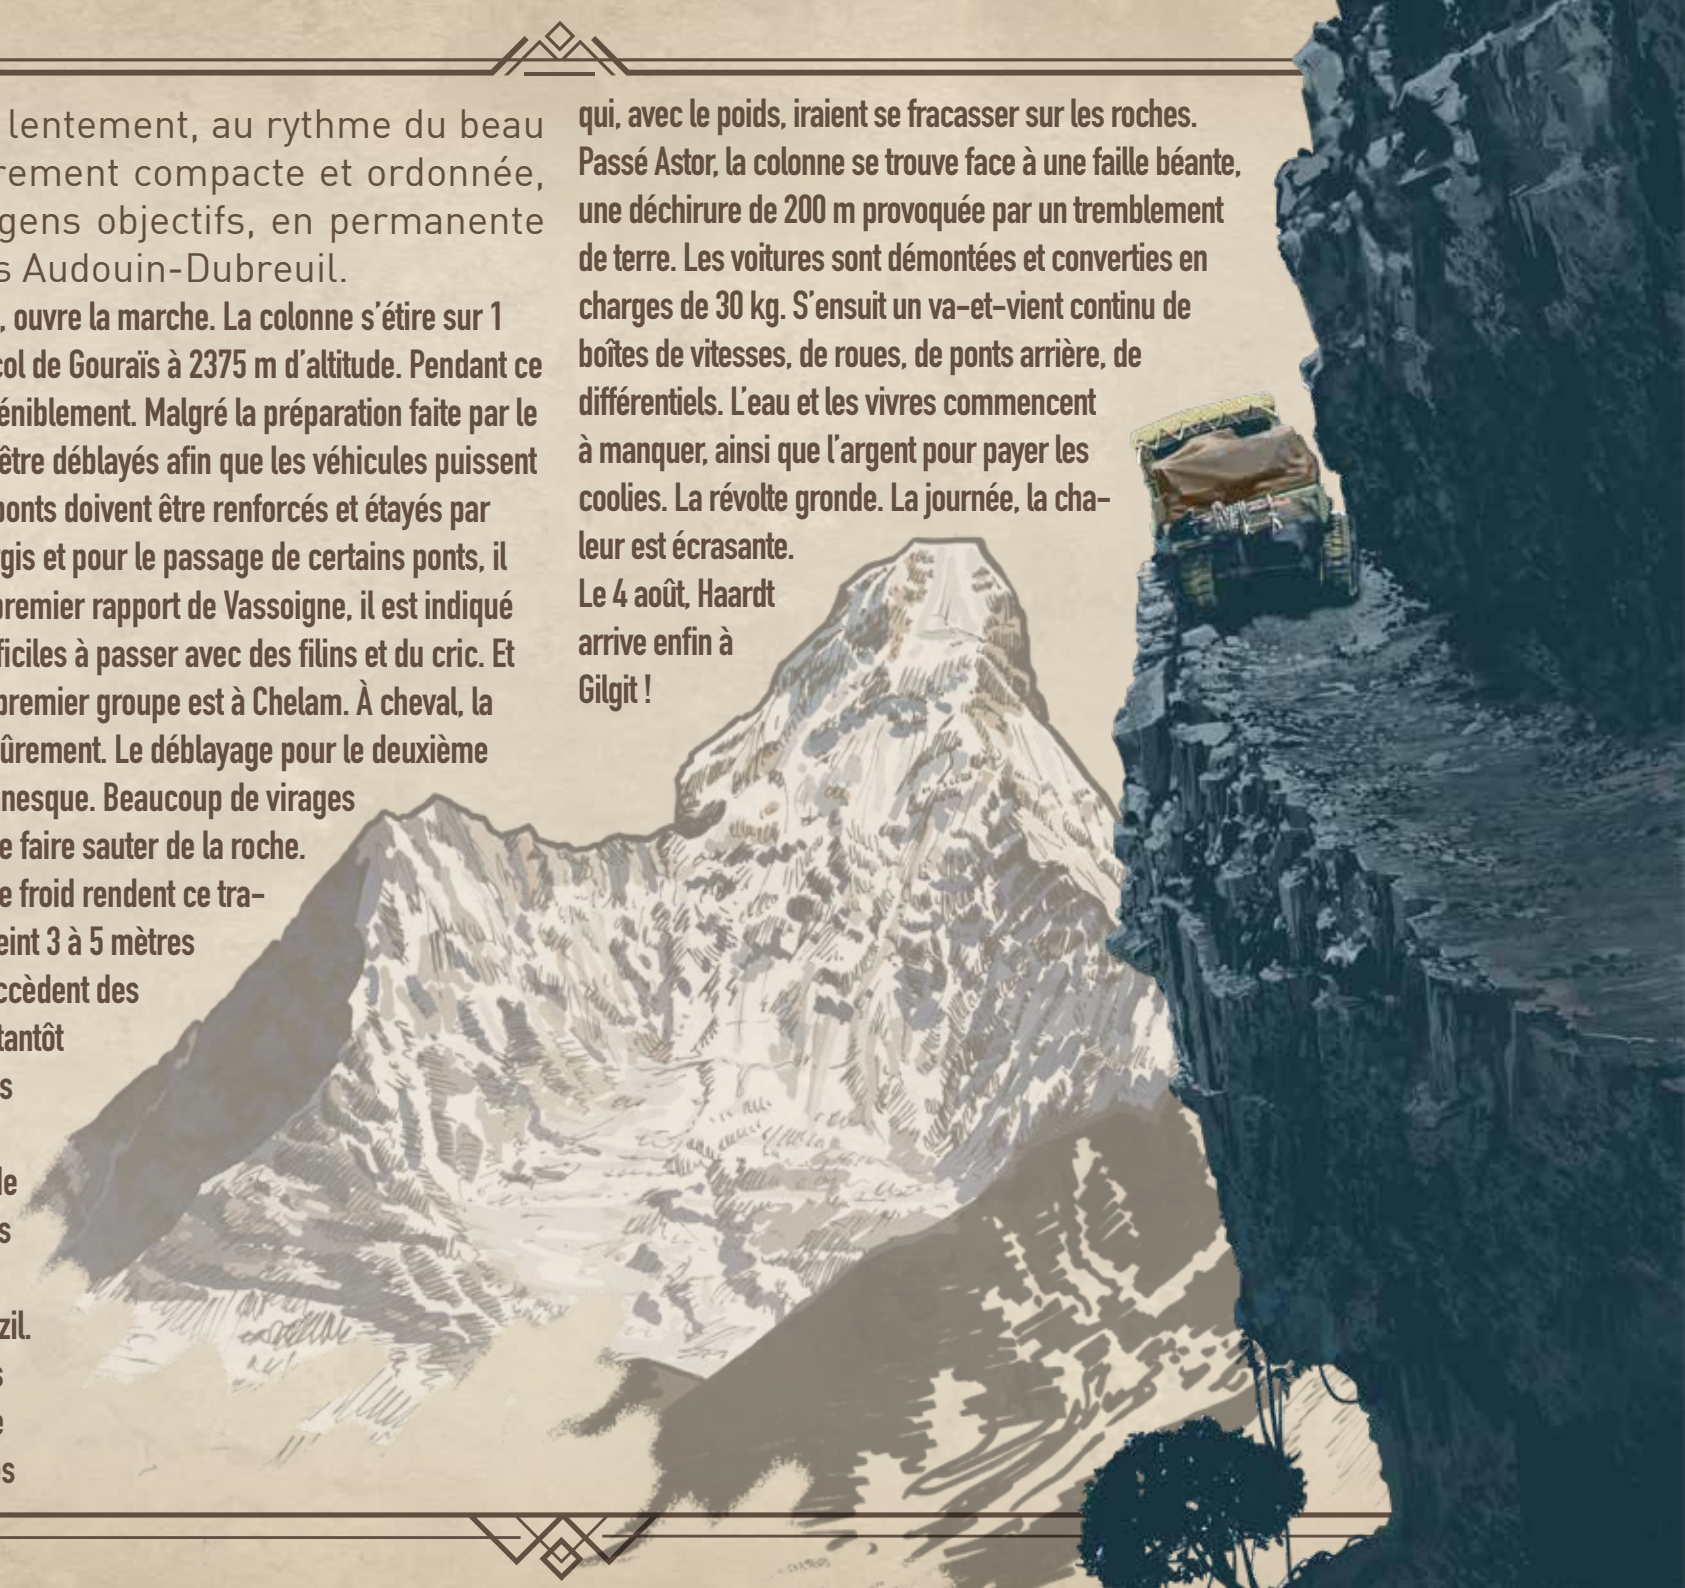 lentement, au rythme du beau
rement compacte et ordonnée,
gens objectifs, en permanente
s Audouin-Dubreuil.
, ouvre la marche. La colonne s’étire sur 1
col de Gouraïs à 2375 m d’altitude. Pendant ce
éniblement. Malgré la préparation faite par le
être déblayés afin que les véhicules puissent
ponts doivent être renforcés et étayés par
gis et pour le passage de certains ponts, il
premier rapport de Vassoigne, il est indiqué
ficiles à passer avec des filins et du cric. Et
premier groupe est à Chelam. À cheval, la
ûrement. Le déblayage pour le deuxième
nesque. Beaucoup de virages
e faire sauter de la roche.
e froid rendent ce tra-
eint 3 à 5 mètres
ccèdent des
tantôt
s
de
s
zil.
s
e
es
qui, avec le poids, iraient se fracasser sur les roches.
Passé Astor, la colonne se trouve face à une faille béante,
une déchirure de 200 m provoquée par un tremblement
de terre. Les voitures sont démontées et converties en
charges de 30 kg. S’ensuit un va-et-vient continu de
boîtes de vitesses, de roues, de ponts arrière, de
différentiels. L’eau et les vivres commencent
à manquer, ainsi que l’argent pour payer les
coolies. La révolte gronde. La journée, la cha-
leur est écrasante.
Le 4 août, Haardt
arrive enfin à
Gilgit !